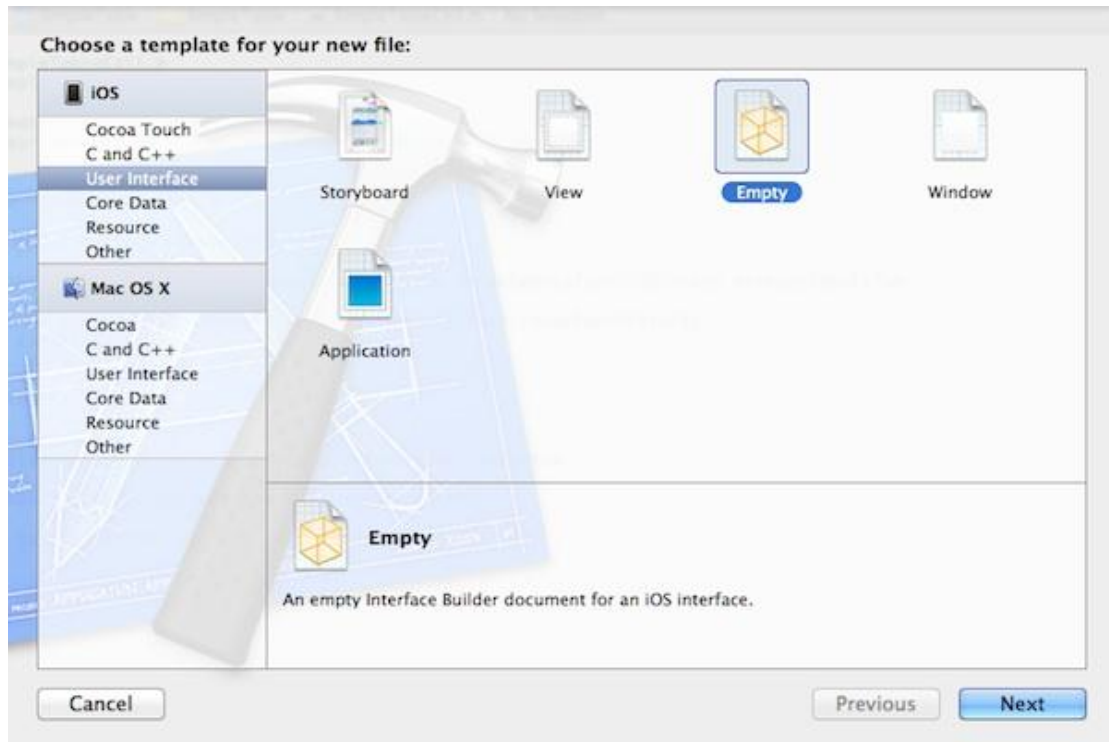 Choose a template for your new file:
iOS
Cocoa Touch
C and C++
User Interface
Core Data
Resource
Other
Mac OS X
Cocoa
C and C++
User Interface
Core Data
Resource
Other
Storyboard
View
Empty
Window
Application
Empty
An empty Interface Builder document for an iOS interface.
Cancel
Previous
Next